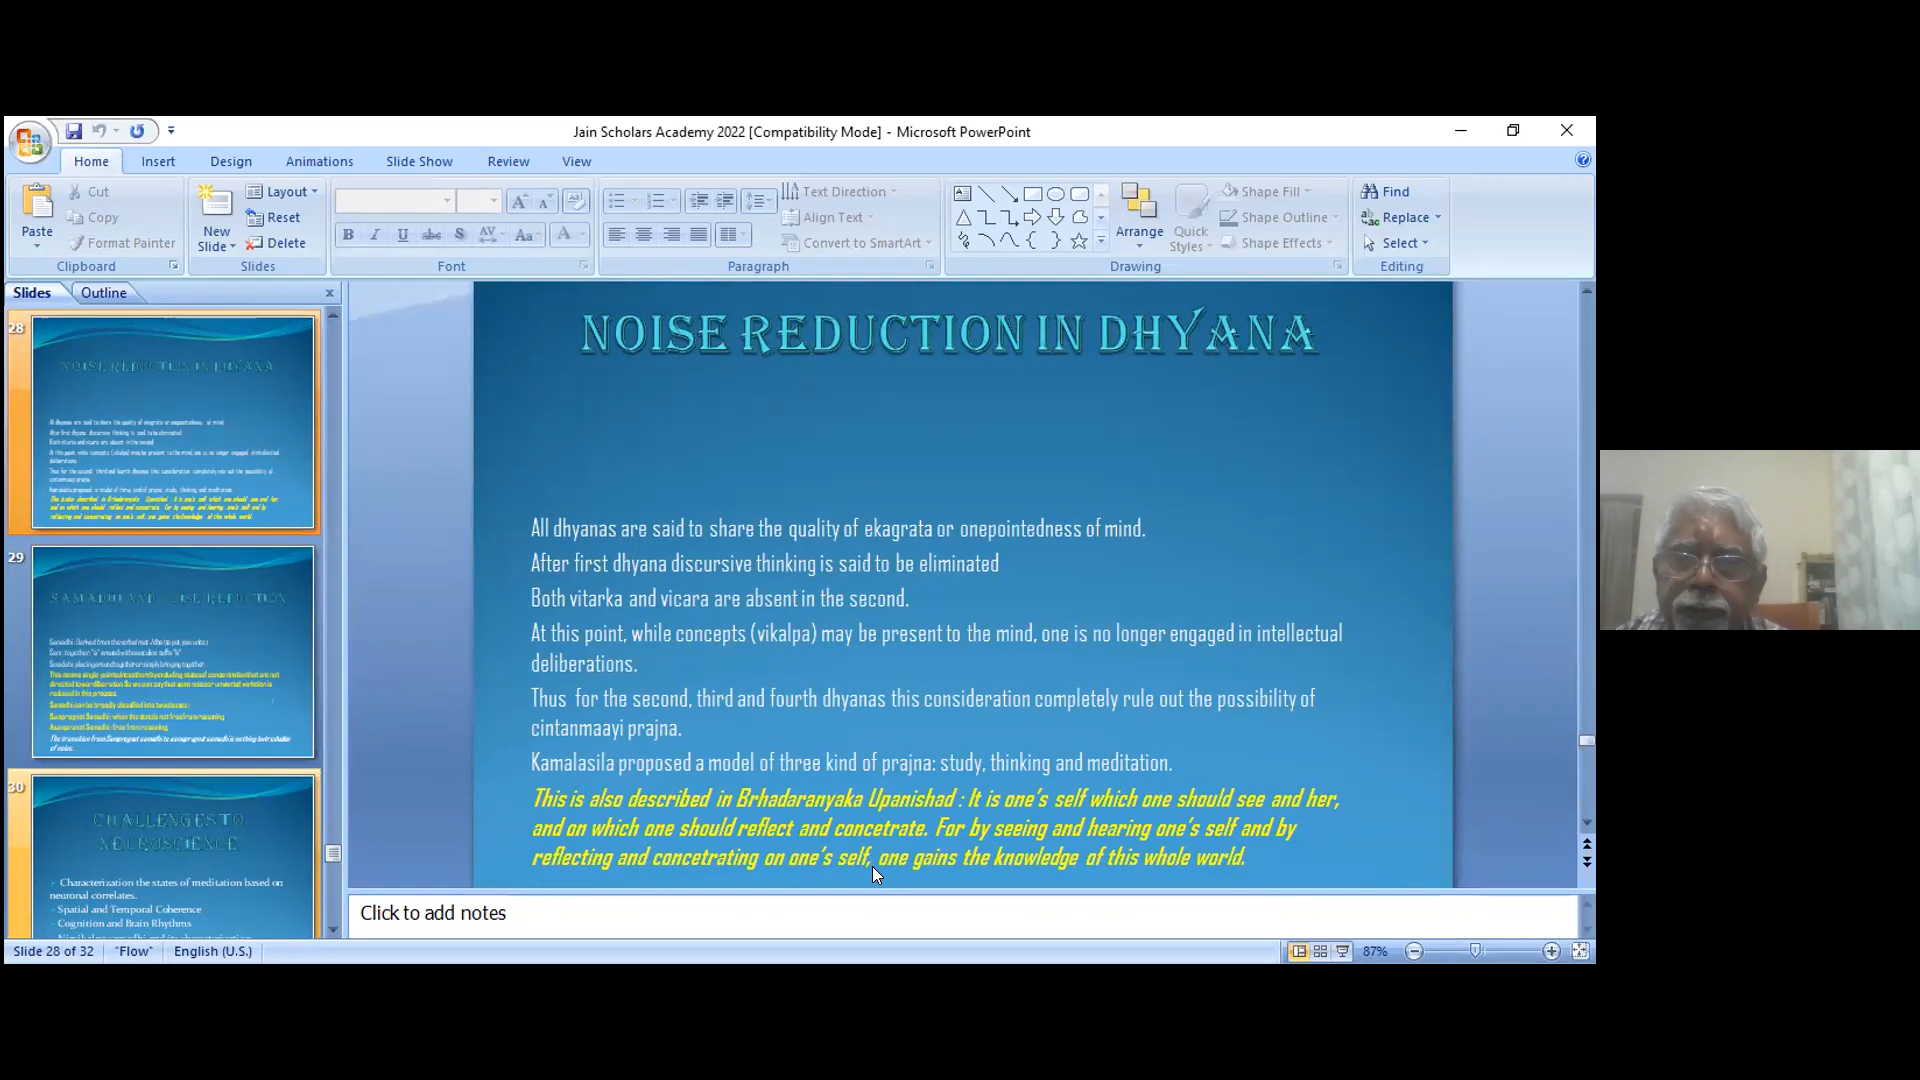 Jain Scholars Academy 2022 [Compatibility Mode] - Microsoft PowerPoint
Home Insert Design Animations Slide Show Review View
Paste
Cut
Copy
Format Painter
Clipboard
New Slide
Layout
Reset
Delete
Slides
Font
Text Direction
Align Text
Convert to SmartArt
Paragraph
Arrange
Quick Styles
Shape Fill
Shape Outline
Shape Effects
Drawing
Find
Replace
Select
Editing
Slides Outline
28
NOISE REDUCTION IN DHYANA
29
SAMADHI AND NOISE REDUCTION
30
CHALLENGES TO
NEUROSCIENCE
Characterization the states of meditation based on
neuronal correlates.
Spatial and Temporal Coherence
Cognition and Brain Rhythms
NOISE REDUCTION IN DHYANA
All dhyanas are said to share the quality of ekagrata or onepointedness of mind.
After first dhyana discursive thinking is said to be eliminated
Both vitarka and vicara are absent in the second.
At this point, while concepts (vikalpa) may be present to the mind, one is no longer engaged in intellectual
deliberations.
Thus for the second, third and fourth dhyanas this consideration completely rule out the possibility of
cintanmaayi prajna.
Kamalasila proposed a model of three kind of prajna: study, thinking and meditation.
This is also described in Brhadaranyaka Upanishad : It is one's self which one should see and her,
and on which one should reflect and concetrate. For by seeing and hearing one's self and by
reflecting and concetrating on one's self, one gains the knowledge of this whole world.
Click to add notes
Slide 28 of 32 "Flow" English (U.S.) 87%